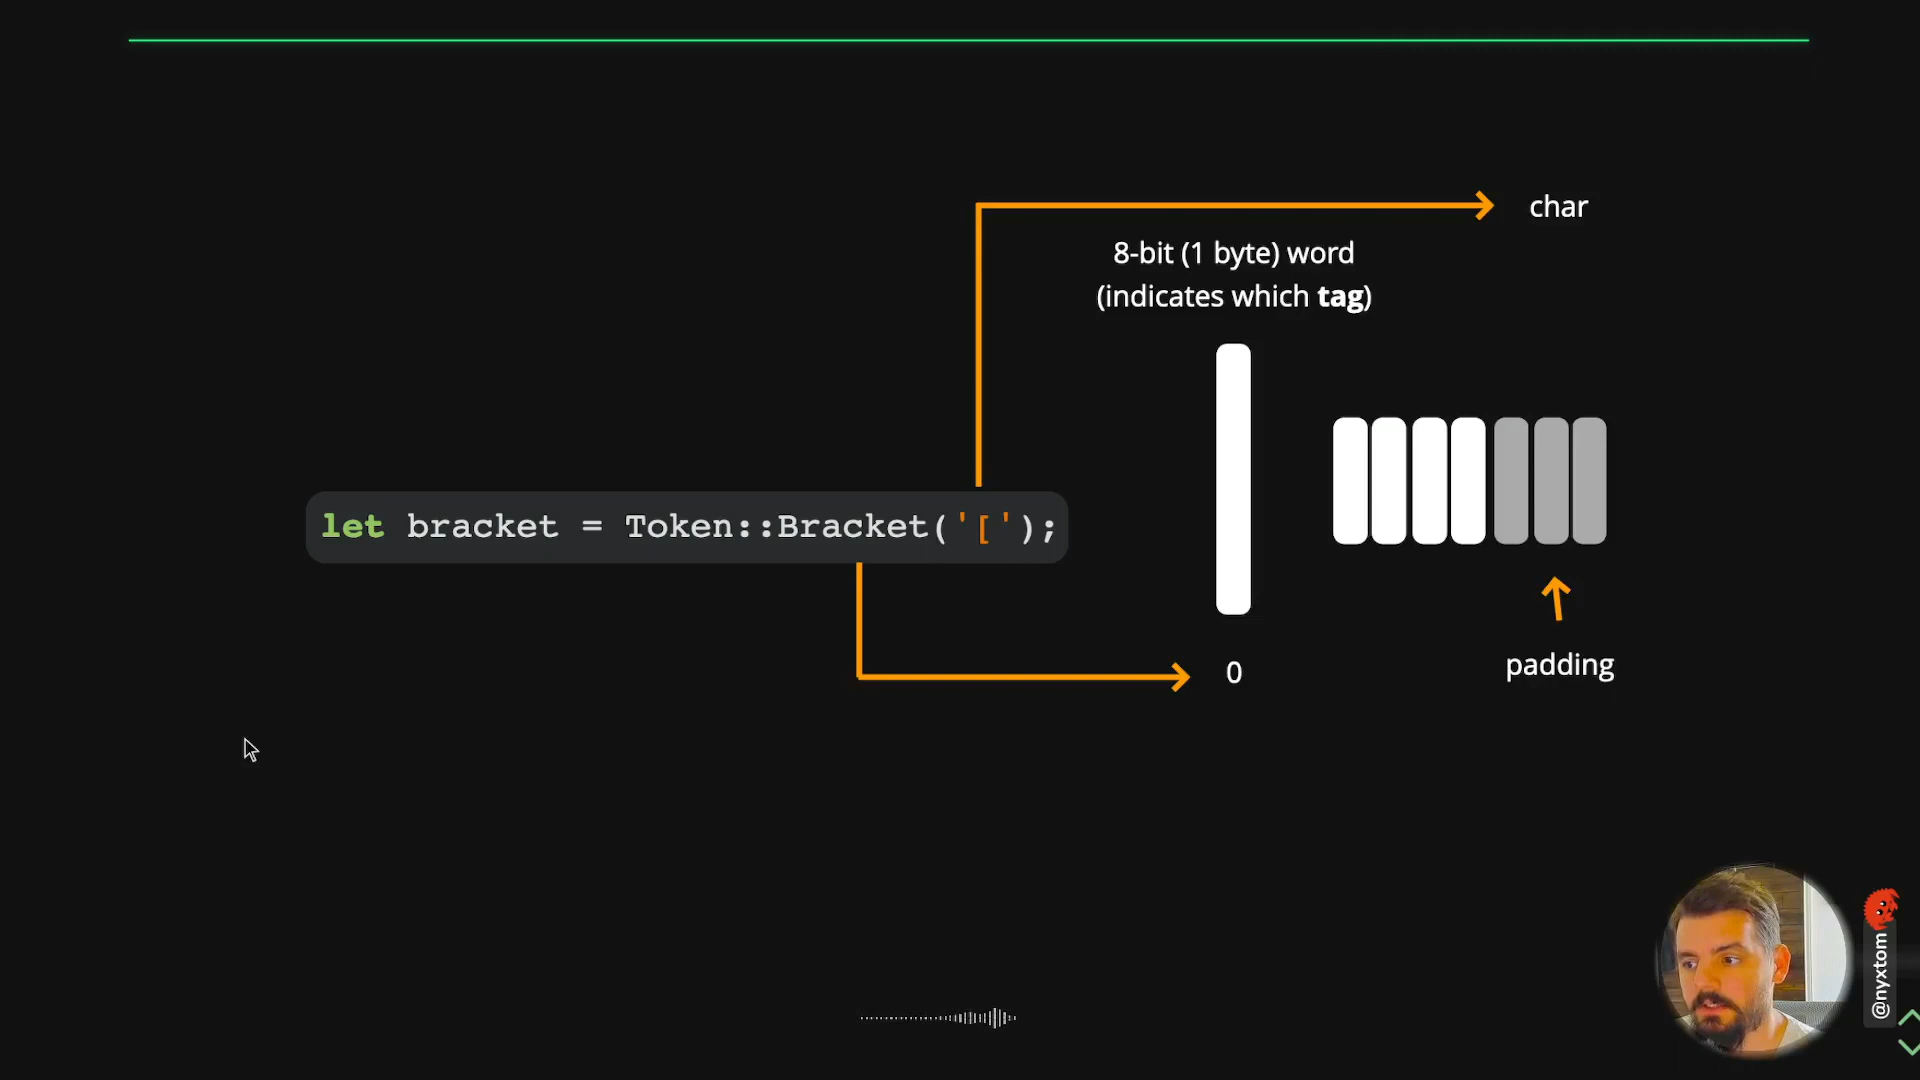 char
8-bit (1 byte) word
(indicates which tag)
let bracket = Token::Bracket('[');
0
padding
@nyxtom